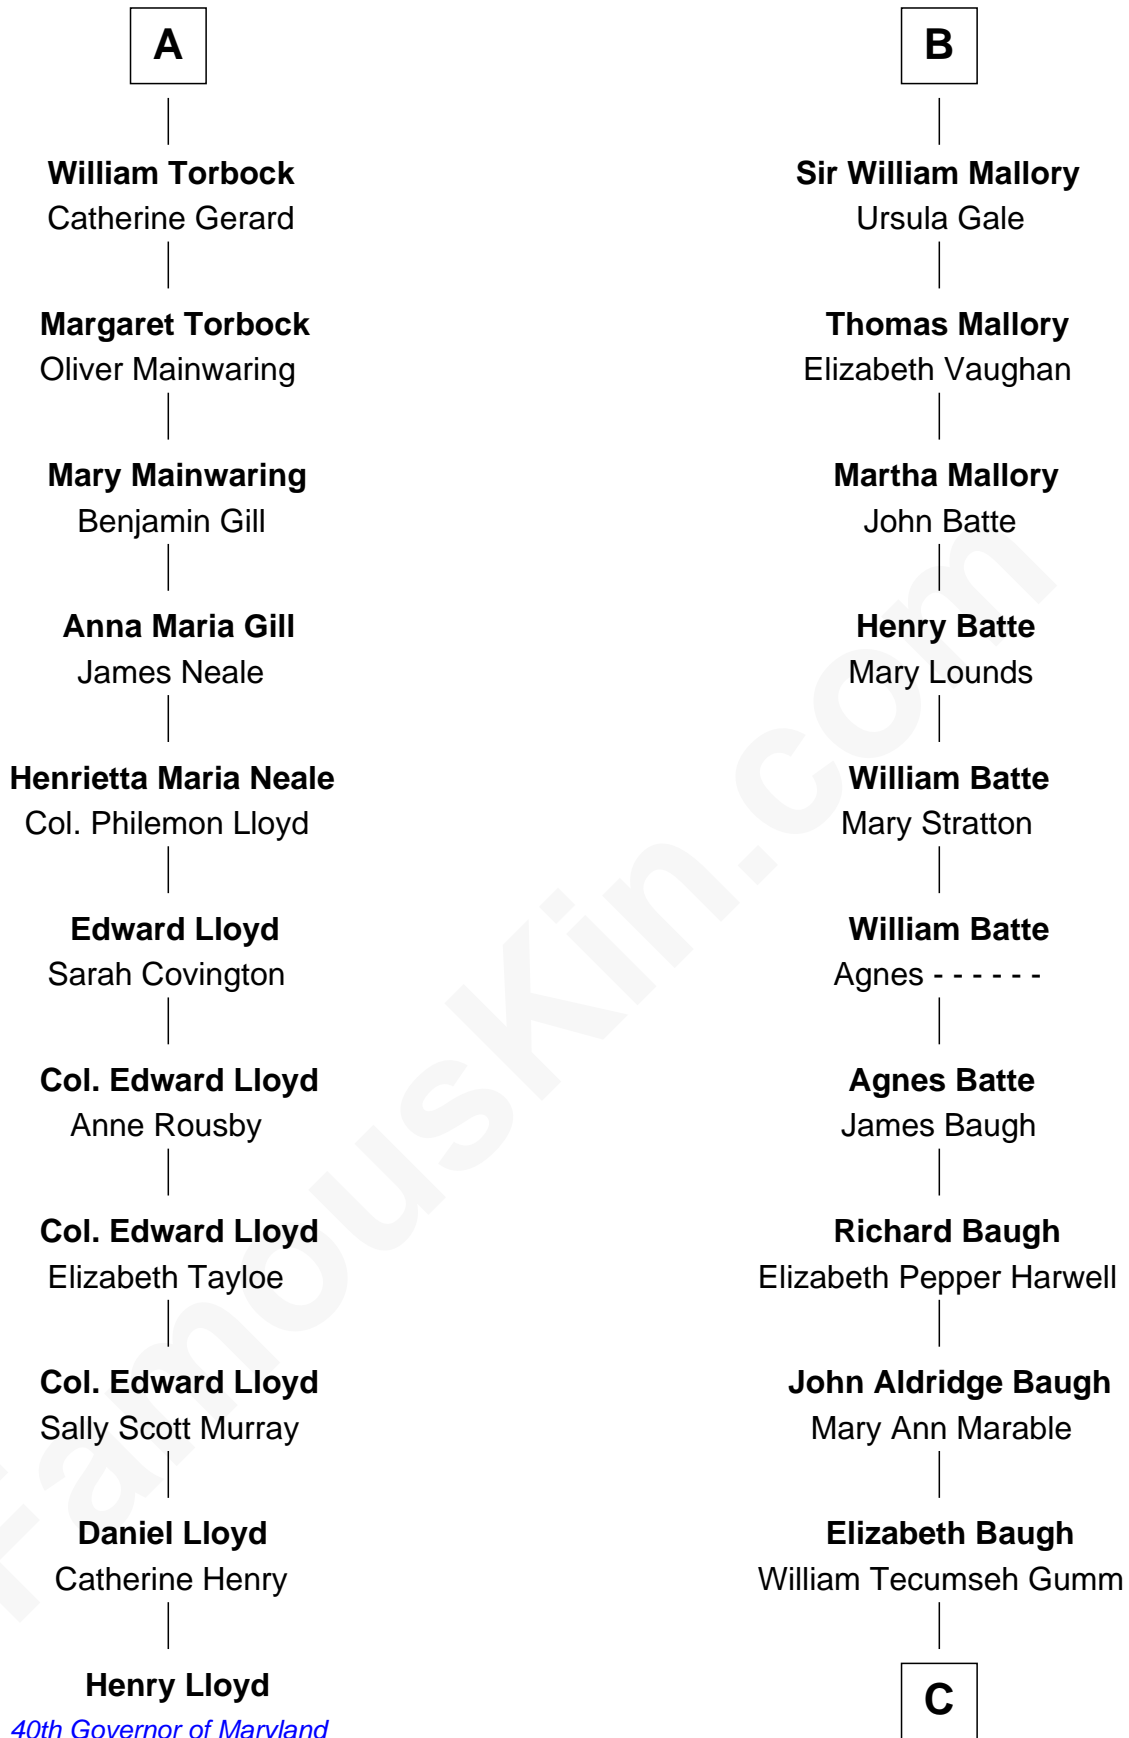 A
William Torbock
Catherine Gerard
Margaret Torbock
Oliver Mainwaring
Mary Mainwaring
Benjamin Gill
Anna Maria Gill
James Neale
Henrietta Maria Neale
Col. Philemon Lloyd
Edward Lloyd
Sarah Covington
Col. Edward Lloyd
Anne Rousby
Col. Edward Lloyd
Elizabeth Tayloe
Col. Edward Lloyd
Sally Scott Murray
Daniel Lloyd
Catherine Henry
Henry Lloyd
40th Governor of Maryland
B
Sir William Mallory
Ursula Gale
Thomas Mallory
Elizabeth Vaughan
Martha Mallory
John Batte
Henry Batte
Mary Lounds
William Batte
Mary Stratton
William Batte
Agnes - - - - - -
Agnes Batte
James Baugh
Richard Baugh
Elizabeth Pepper Harwell
John Aldridge Baugh
Mary Ann Marable
Elizabeth Baugh
William Tecumseh Gumm
C
FamousKin.com